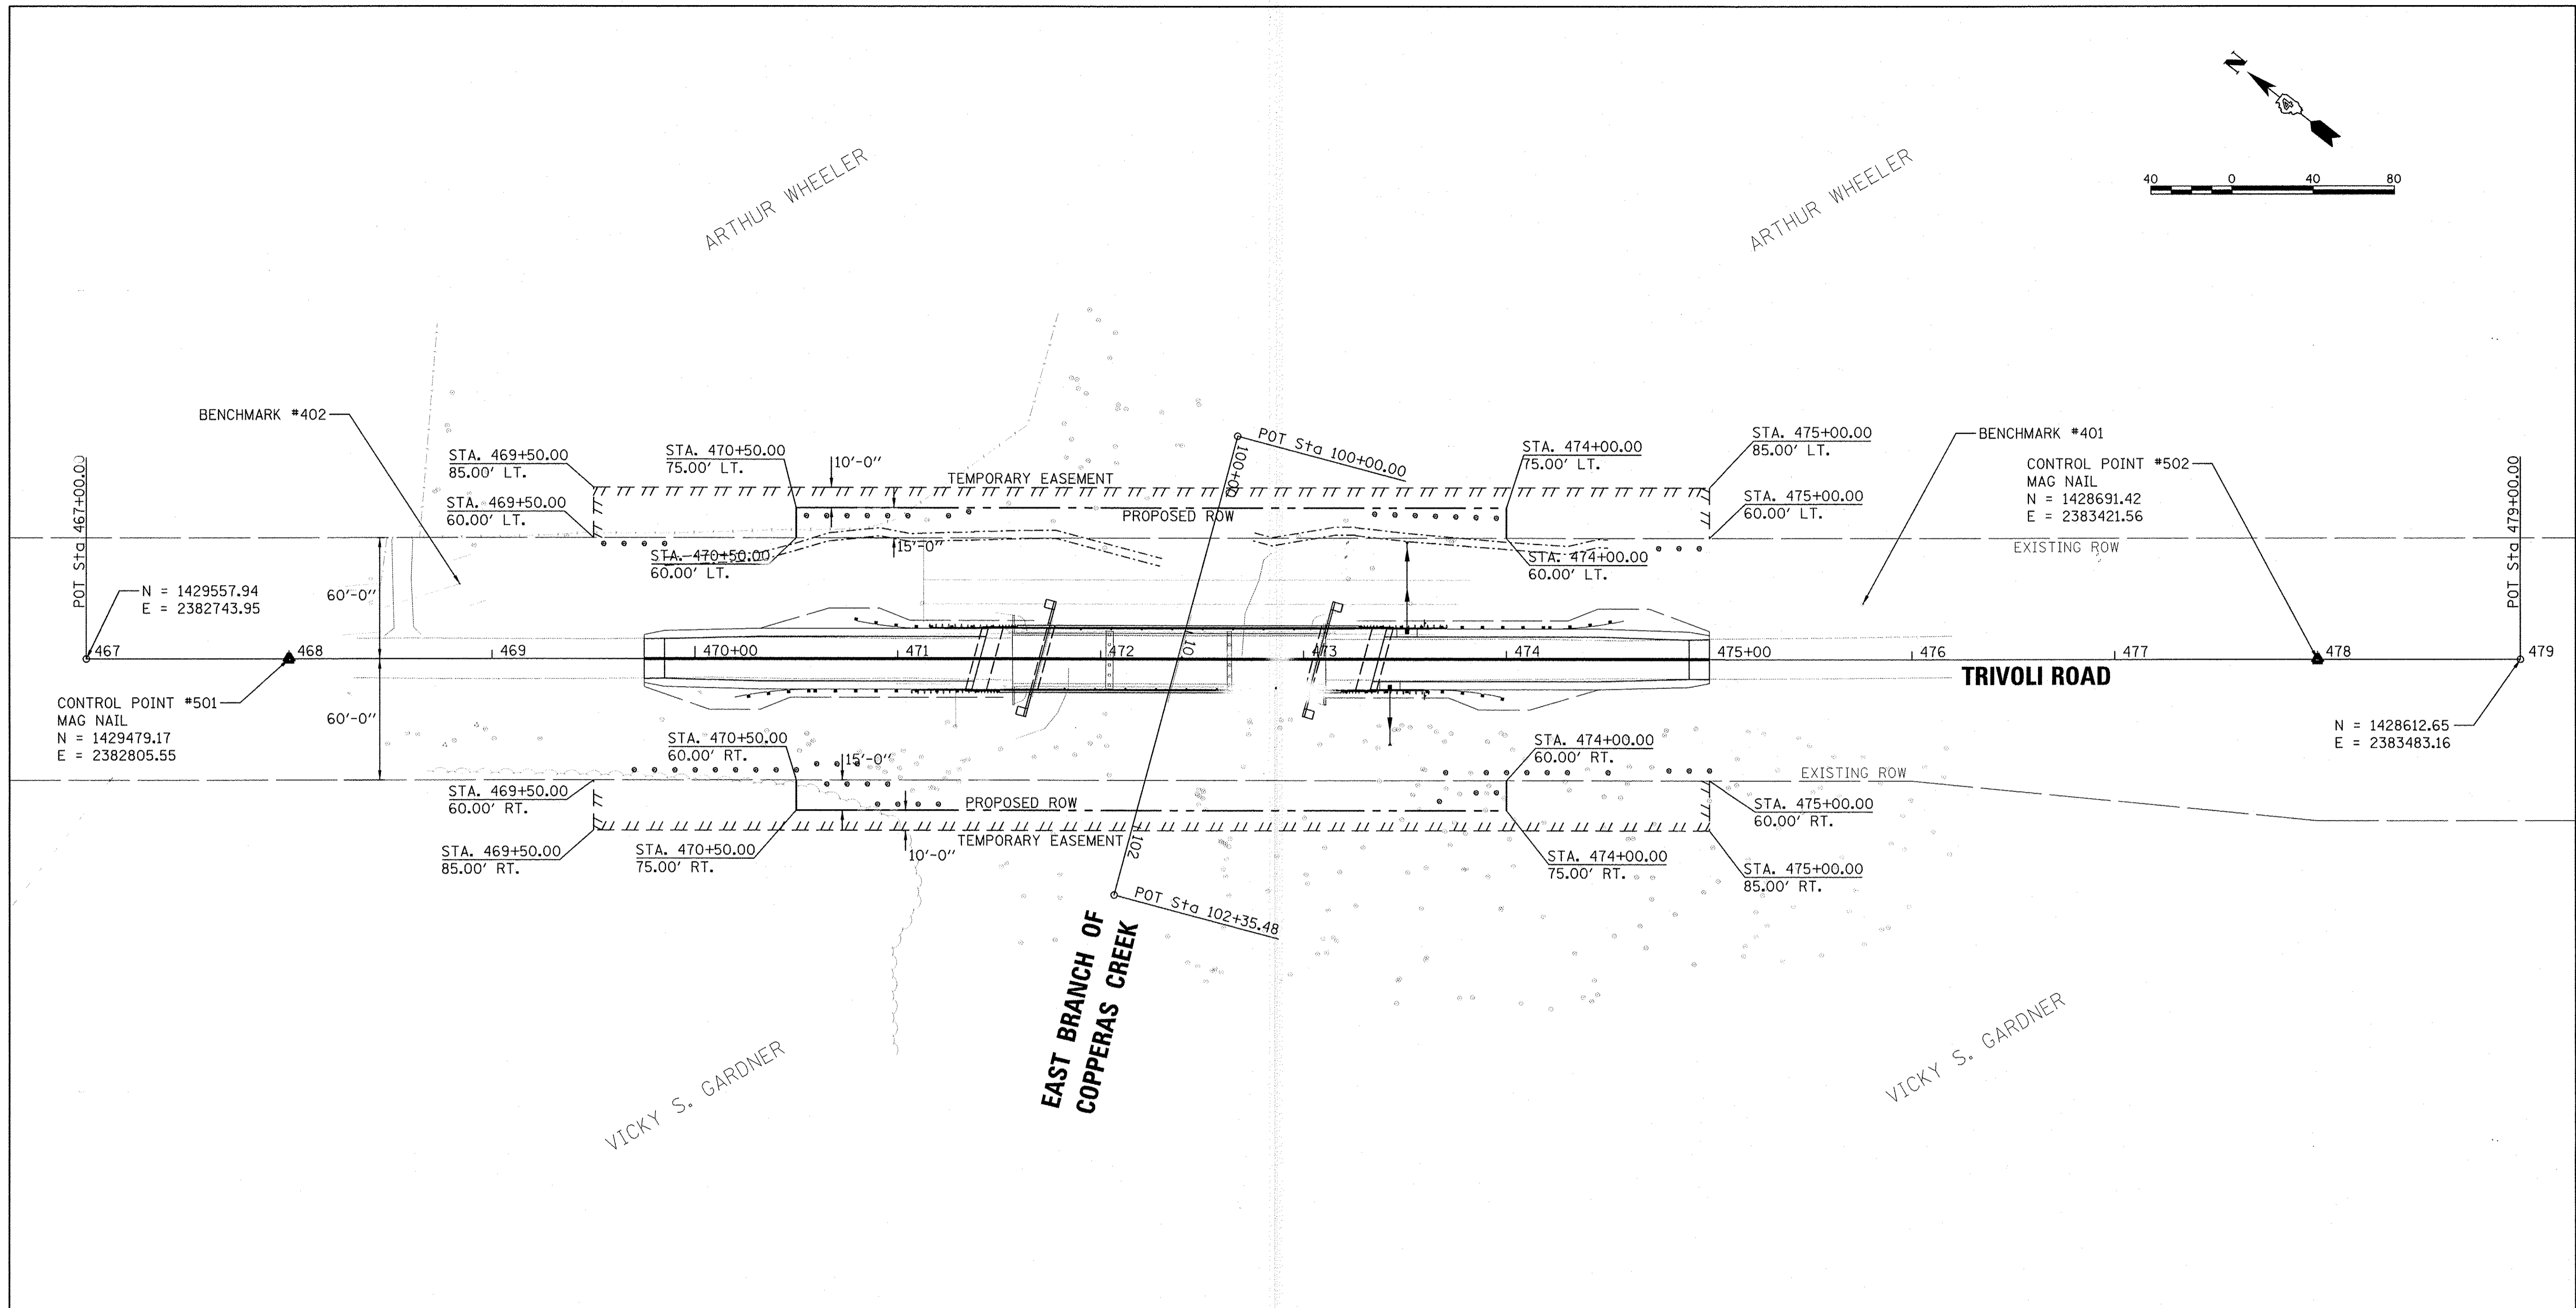 N
4
40 0 40 80
ARTHUR WHEELER
ARTHUR WHEELER
BENCHMARK #402
STA. 469+50.00
85.00' LT.
STA. 470+50.00
75.00' LT.
10'-0"
TEMPORARY EASEMENT
POT Sta 100+00.00
100+00
STA. 474+00.00
75.00' LT.
STA. 475+00.00
85.00' LT.
BENCHMARK #401
CONTROL POINT #502
MAG NAIL
N = 1428691.42
E = 2383421.56
POT Sta 467+00.00
STA. 469+50.00
60.00' LT.
PROPOSED ROW
STA. 475+00.00
60.00' LT.
POT Sta 479+00.00
STA. 470+50.00
60.00' LT.
15'-0"
STA. 474+00.00
60.00' LT.
EXISTING ROW
N = 1429557.94
E = 2382743.95
60'-0"
467 468 469 470+00 471 472 101 473 474 475+00 476 477 478 479
TRIVOLI ROAD
CONTROL POINT #501
MAG NAIL
N = 1429479.17
E = 2382805.55
60'-0"
N = 1428612.65
E = 2383483.16
STA. 470+50.00
60.00' RT.
15'-0"
STA. 474+00.00
60.00' RT.
EXISTING ROW
STA. 469+50.00
60.00' RT.
PROPOSED ROW
STA. 475+00.00
60.00' RT.
STA. 469+50.00
85.00' RT.
STA. 470+50.00
75.00' RT.
10'-0"
TEMPORARY EASEMENT
102
STA. 474+00.00
75.00' RT.
STA. 475+00.00
85.00' RT.
POT Sta 102+35.48
EAST BRANCH OF
COPPERAS CREEK
VICKY S. GARDNER
VICKY S. GARDNER